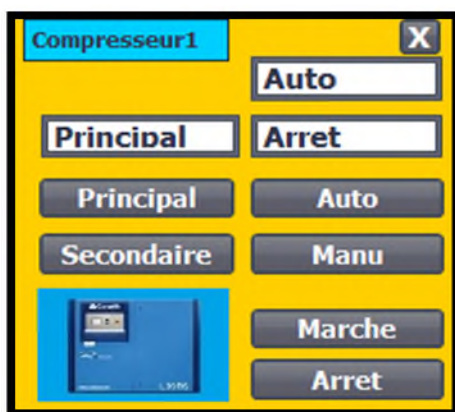 Compresseur1 X
Auto
Principal Arret
Principal Auto
Secondaire Manu
Marche
Arret